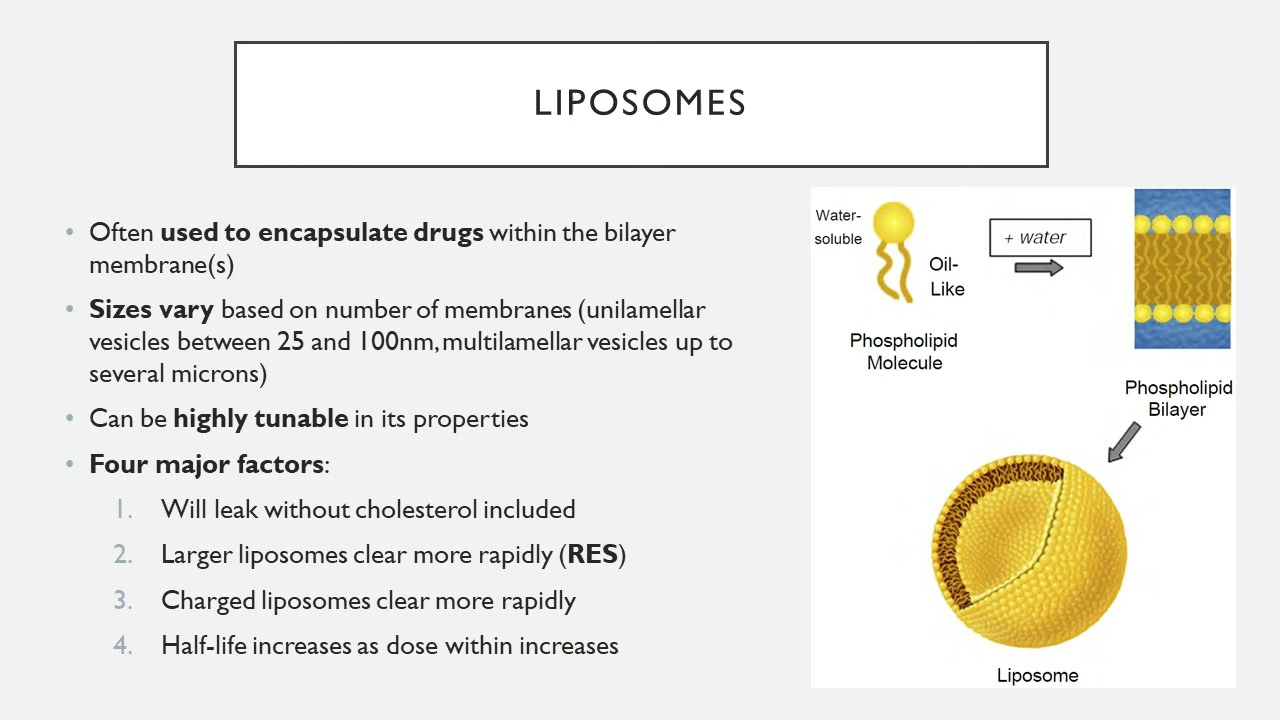 LIPOSOMES
• Often used to encapsulate drugs within the bilayer
membrane(s)
• Sizes vary based on number of membranes (unilamellar
vesicles between 25 and 100nm, multilamellar vesicles up to
several microns)
• Can be highly tunable in its properties
• Four major factors:
1. Will leak without cholesterol included
2. Larger liposomes clear more rapidly (RES)
3. Charged liposomes clear more rapidly
4. Half-life increases as dose within increases
Water-
soluble
Oil-
Like
Phospholipid
Molecule
+ water
Phospholipid
Bilayer
Liposome